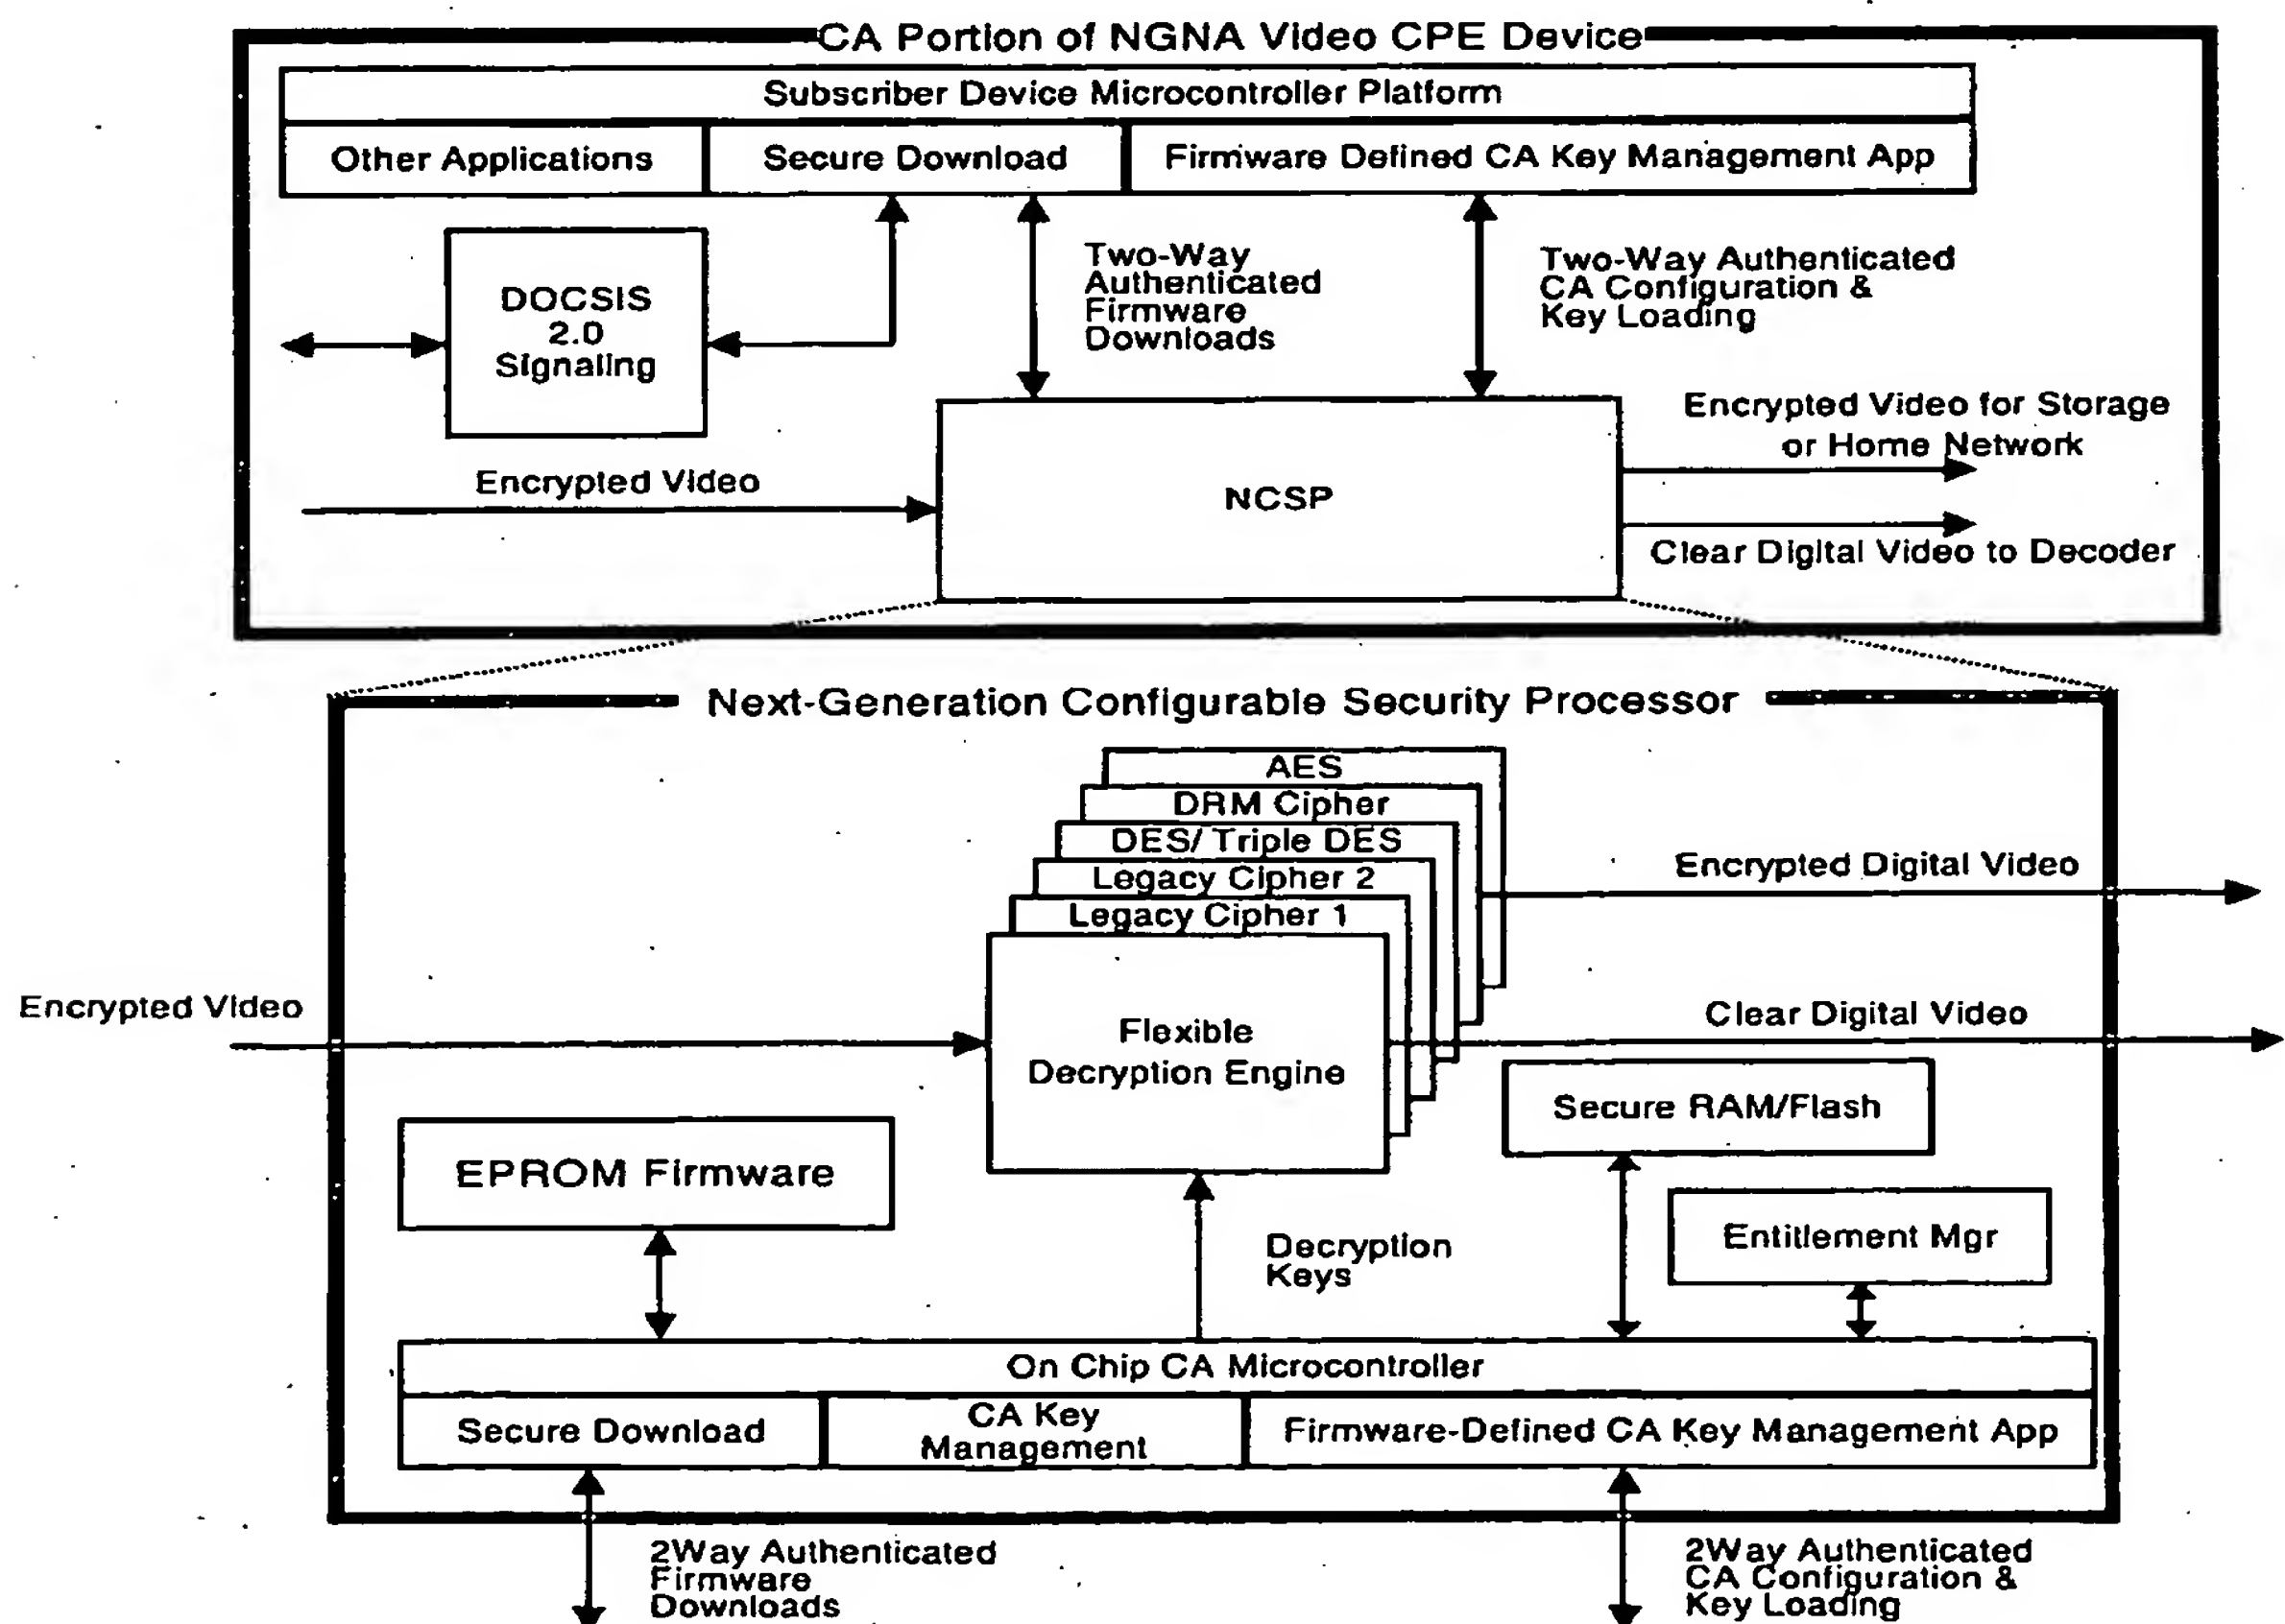 CA Portion of NGNA Video CPE Device
Subscriber Device Microcontroller Platform
Other Applications
Secure Download
Firmware Defined CA Key Management App
DOCSIS
2.0
Signaling
Two-Way
Authenticated
Firmware
Downloads
Two-Way Authenticated
CA Configuration &
Key Loading
Encrypted Video
NCSP
Encrypted Video for Storage
or Home Network
Clear Digital Video to Decoder
Next-Generation Configurable Security Processor
AES
DRM Cipher
DES/ Triple DES
Legacy Cipher 2
Legacy Cipher 1
Flexible
Decryption Engine
Encrypted Digital Video
Encrypted Video
Clear Digital Video
Secure RAM/Flash
EPROM Firmware
Entitlement Mgr
Decryption
Keys
On Chip CA Microcontroller
Secure Download
CA Key
Management
Firmware-Defined CA Key Management App
2Way Authenticated
Firmware
Downloads
2Way Authenticated
CA Configuration &
Key Loading